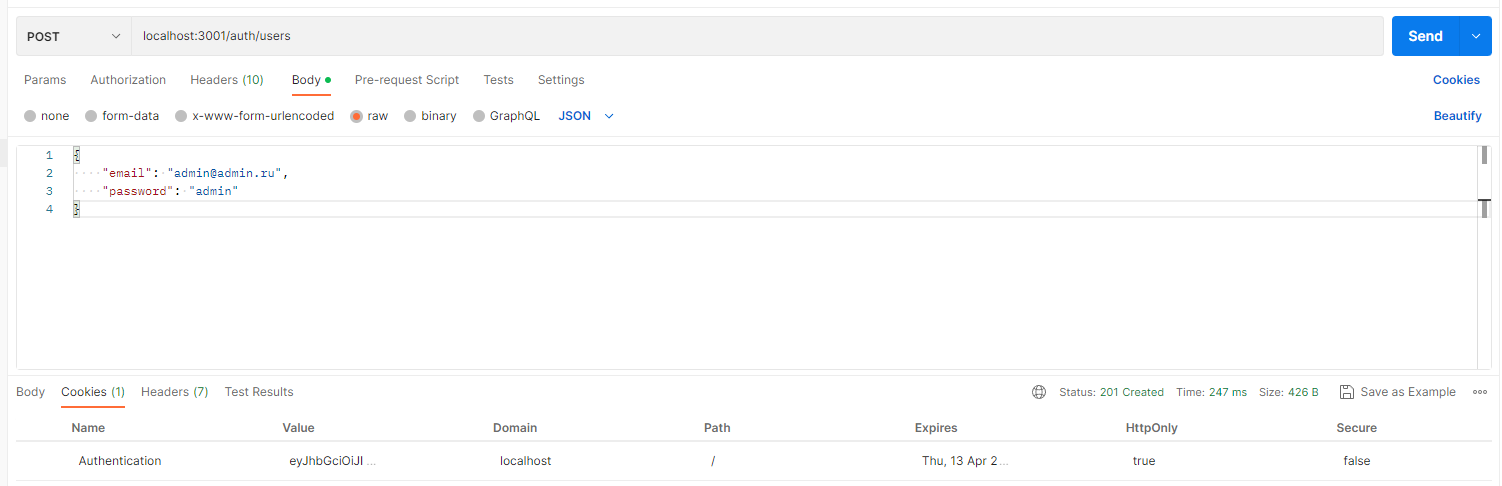 POST localhost:3001/auth/users Send
Params Authorization Headers (10) Body Pre-request Script Tests Settings Cookies
none form-data x-www-form-urlencoded raw binary GraphQL JSON Beautify
1 {
2 "email": "admin@admin.ru",
3 "password": "admin"
4 }
Body Cookies (1) Headers (7) Test Results Status: 201 Created Time: 247 ms Size: 426 B Save as Example
Name Value Domain Path Expires HttpOnly Secure
Authentication eyJhbGciOiJI ... localhost / Thu, 13 Apr 2... true false